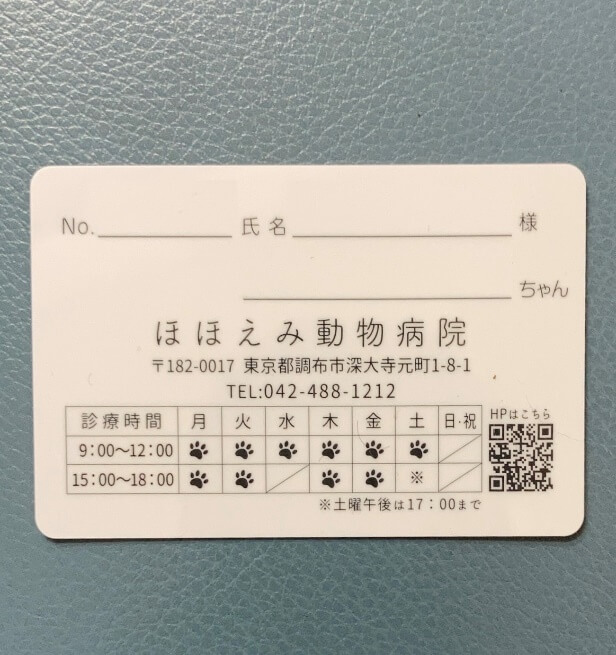 No. 氏名 様
ちゃん
ほほえみ動物病院
〒182-0017 東京都調布市深大寺元町1-8-1
TEL:042-488-1212
HPはこちら
診療時間 月 火 水 木 金 土 日・祝
9:00〜12:00
15:00〜18:00 ※
※土曜午後は17:00まで